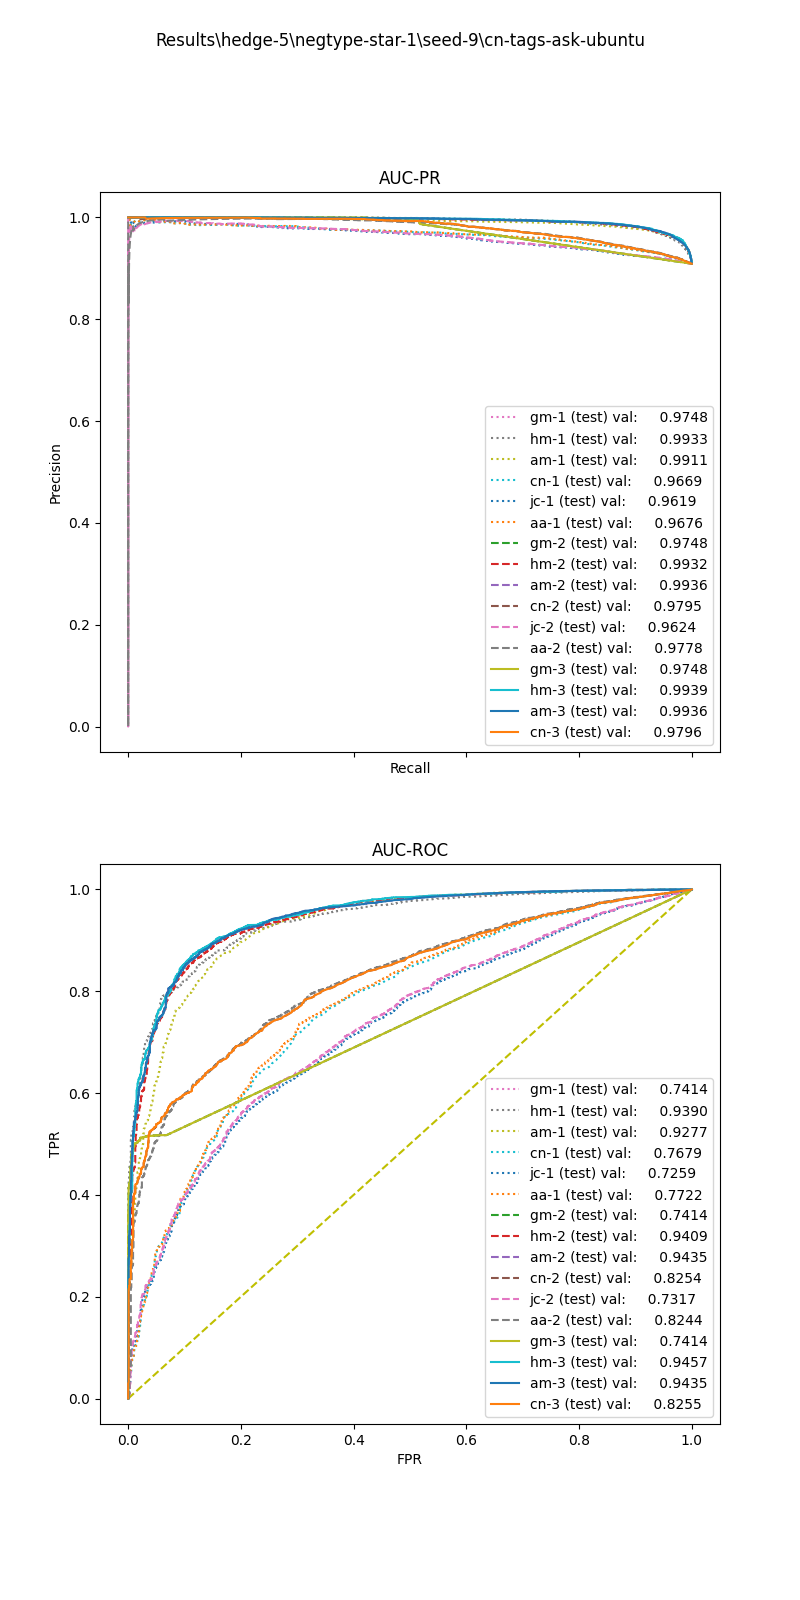 Results\hedge-5\negtype-star-1\seed-9\cn-tags-ask-ubuntu
AUC-PR
1.0
0.8
0.6
0.4
0.2
0.0
Precision
gm-1 (test) val: 0.9748
hm-1 (test) val: 0.9933
am-1 (test) val: 0.9911
cn-1 (test) val: 0.9669
jc-1 (test) val: 0.9619
aa-1 (test) val: 0.9676
gm-2 (test) val: 0.9748
hm-2 (test) val: 0.9932
am-2 (test) val: 0.9936
cn-2 (test) val: 0.9795
jc-2 (test) val: 0.9624
aa-2 (test) val: 0.9778
gm-3 (test) val: 0.9748
hm-3 (test) val: 0.9939
am-3 (test) val: 0.9936
cn-3 (test) val: 0.9796
Recall
AUC-ROC
1.0
0.8
0.6
0.4
0.2
0.0
TPR
gm-1 (test) val: 0.7414
hm-1 (test) val: 0.9390
am-1 (test) val: 0.9277
cn-1 (test) val: 0.7679
jc-1 (test) val: 0.7259
aa-1 (test) val: 0.7722
gm-2 (test) val: 0.7414
hm-2 (test) val: 0.9409
am-2 (test) val: 0.9435
cn-2 (test) val: 0.8254
jc-2 (test) val: 0.7317
aa-2 (test) val: 0.8244
gm-3 (test) val: 0.7414
hm-3 (test) val: 0.9457
am-3 (test) val: 0.9435
cn-3 (test) val: 0.8255
0.0 0.2 0.4 0.6 0.8 1.0
FPR